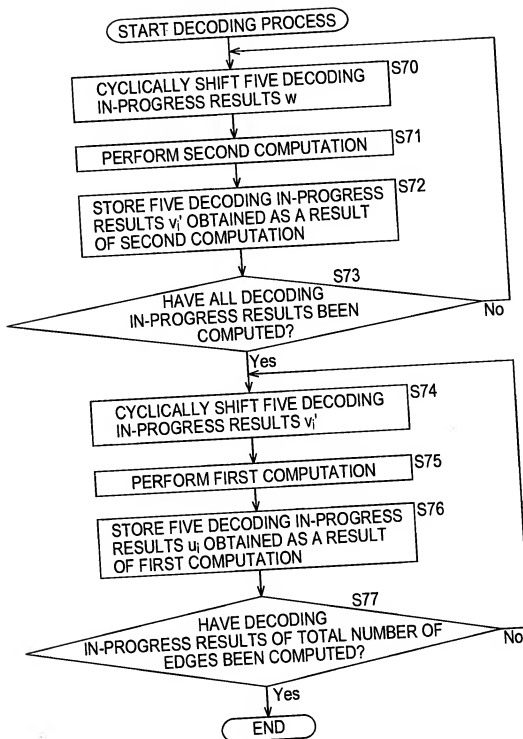 START DECODING PROCESS
S70
CYCLICALLY SHIFT FIVE DECODING
IN-PROGRESS RESULTS w
S71
PERFORM SECOND COMPUTATION
S72
STORE FIVE DECODING IN-PROGRESS
RESULTS vi' OBTAINED AS A RESULT
OF SECOND COMPUTATION
S73
HAVE ALL DECODING
IN-PROGRESS RESULTS BEEN
COMPUTED?
No
Yes
S74
CYCLICALLY SHIFT FIVE DECODING
IN-PROGRESS RESULTS vi'
S75
PERFORM FIRST COMPUTATION
S76
STORE FIVE DECODING IN-PROGRESS
RESULTS ui OBTAINED AS A RESULT
OF FIRST COMPUTATION
S77
HAVE DECODING
IN-PROGRESS RESULTS OF TOTAL NUMBER OF
EDGES BEEN COMPUTED?
No
Yes
END